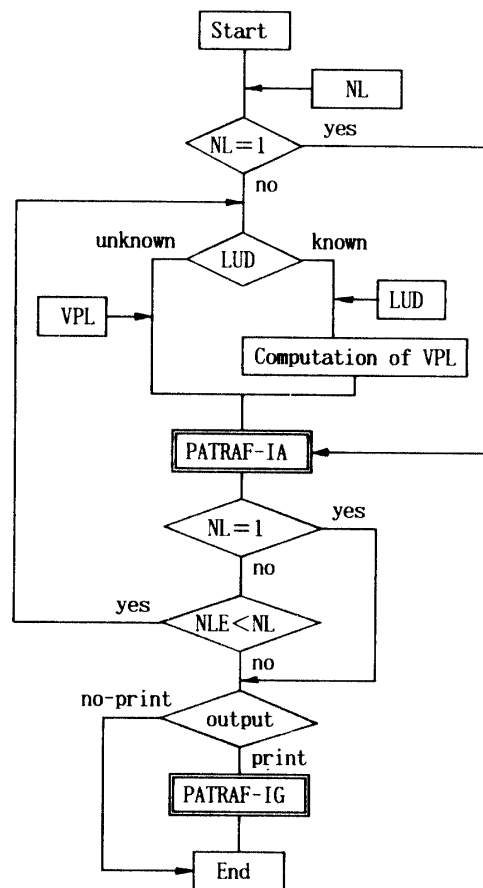 Start
NL
NL=1
yes
no
unknown
known
LUD
VPL
LUD
Computation of VPL
PATRAF-IA
NL=1
yes
no
yes
NLE<NL
no
no-print
output
print
PATRAF-IG
End